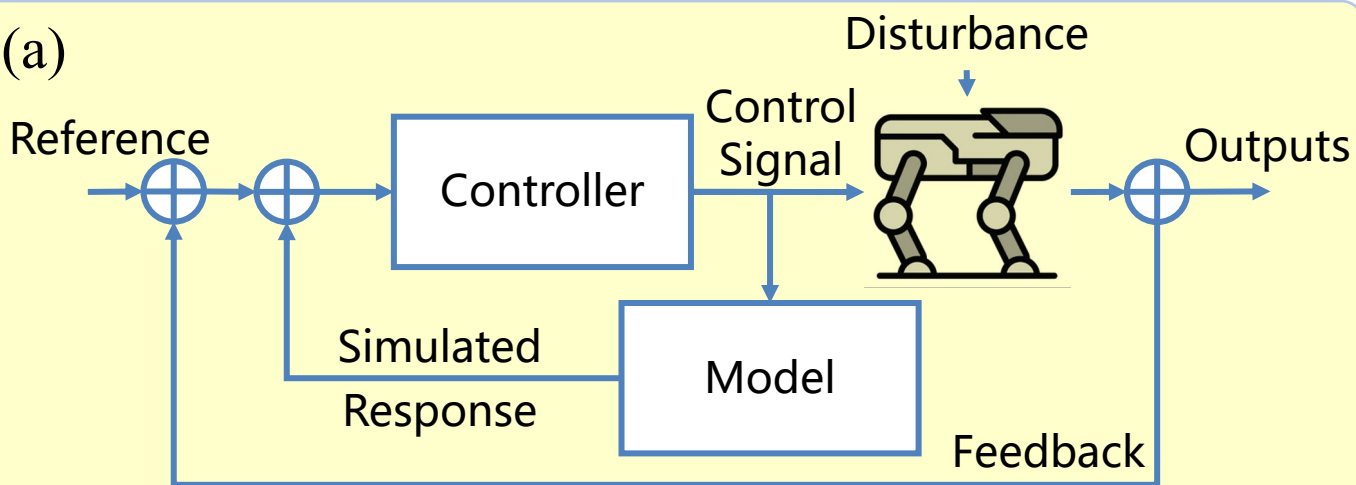 (a)
Disturbance
Reference
Controller
Control
Signal
Outputs
Simulated
Response
Model
Feedback